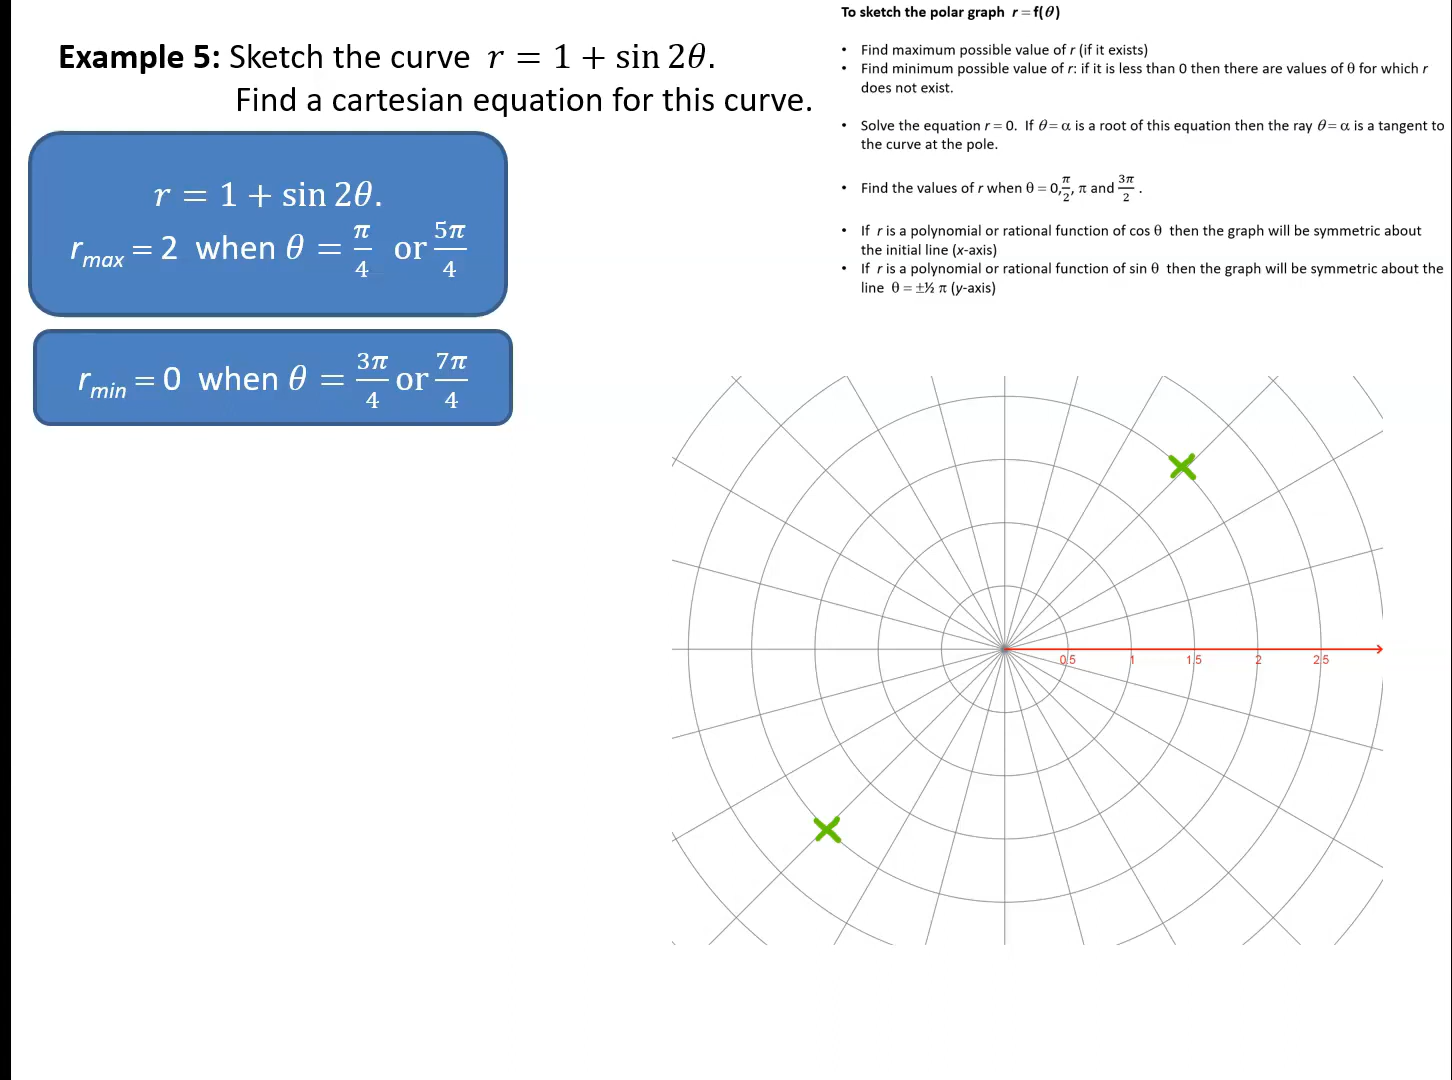 Example 5: Sketch the curve r = 1 + sin 2θ.
Find a cartesian equation for this curve.
r = 1 + sin 2θ.
r_max = 2 when θ = π/4 or 5π/4
r_min = 0 when θ = 3π/4 or 7π/4
To sketch the polar graph r = f(θ)
• Find maximum possible value of r (if it exists)
• Find minimum possible value of r: if it is less than 0 then there are values of θ for which r
does not exist.
• Solve the equation r = 0. If θ= α is a root of this equation then the ray θ= α is a tangent to
the curve at the pole.
• Find the values of r when θ = 0, π/2, π and 3π/2 .
• If r is a polynomial or rational function of cos θ then the graph will be symmetric about
the initial line (x-axis)
• If r is a polynomial or rational function of sin θ then the graph will be symmetric about the
line θ = ±½ π (y-axis)
0.5 1 1.5 2 2.5